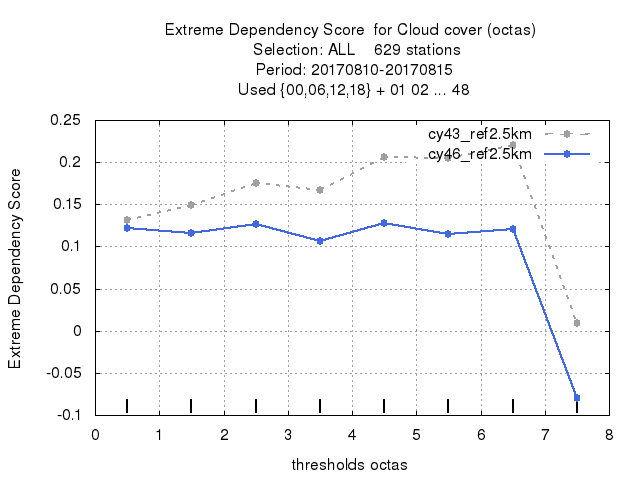 Extreme Dependency Score  for Cloud cover (octas)
Selection: ALL    629 stations
Period: 20170810-20170815
Used {00,06,12,18} + 01 02 ... 48
cy43_ref2.5km
cy46_ref2.5km
Extreme Dependency Score
0.25
0.2
0.15
0.1
0.05
0
-0.05
-0.1
0 1 2 3 4 5 6 7 8
thresholds octas